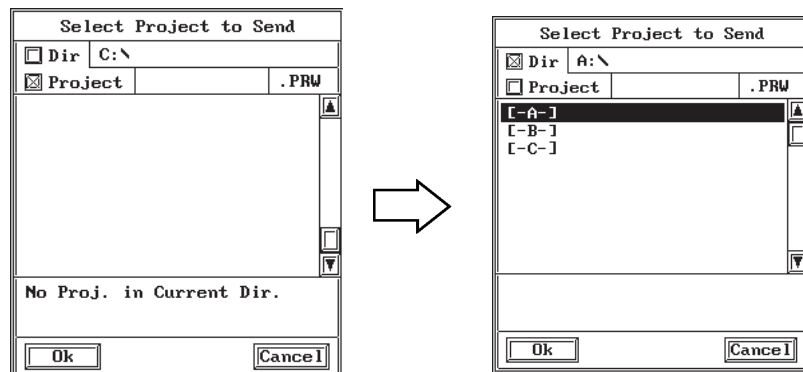 Select Project to Send
Dir C:\
Project .PRW
No Proj. in Current Dir.
Ok Cancel
Select Project to Send
Dir A:\
Project .PRW
[-A-]
[-B-]
[-C-]
Ok Cancel